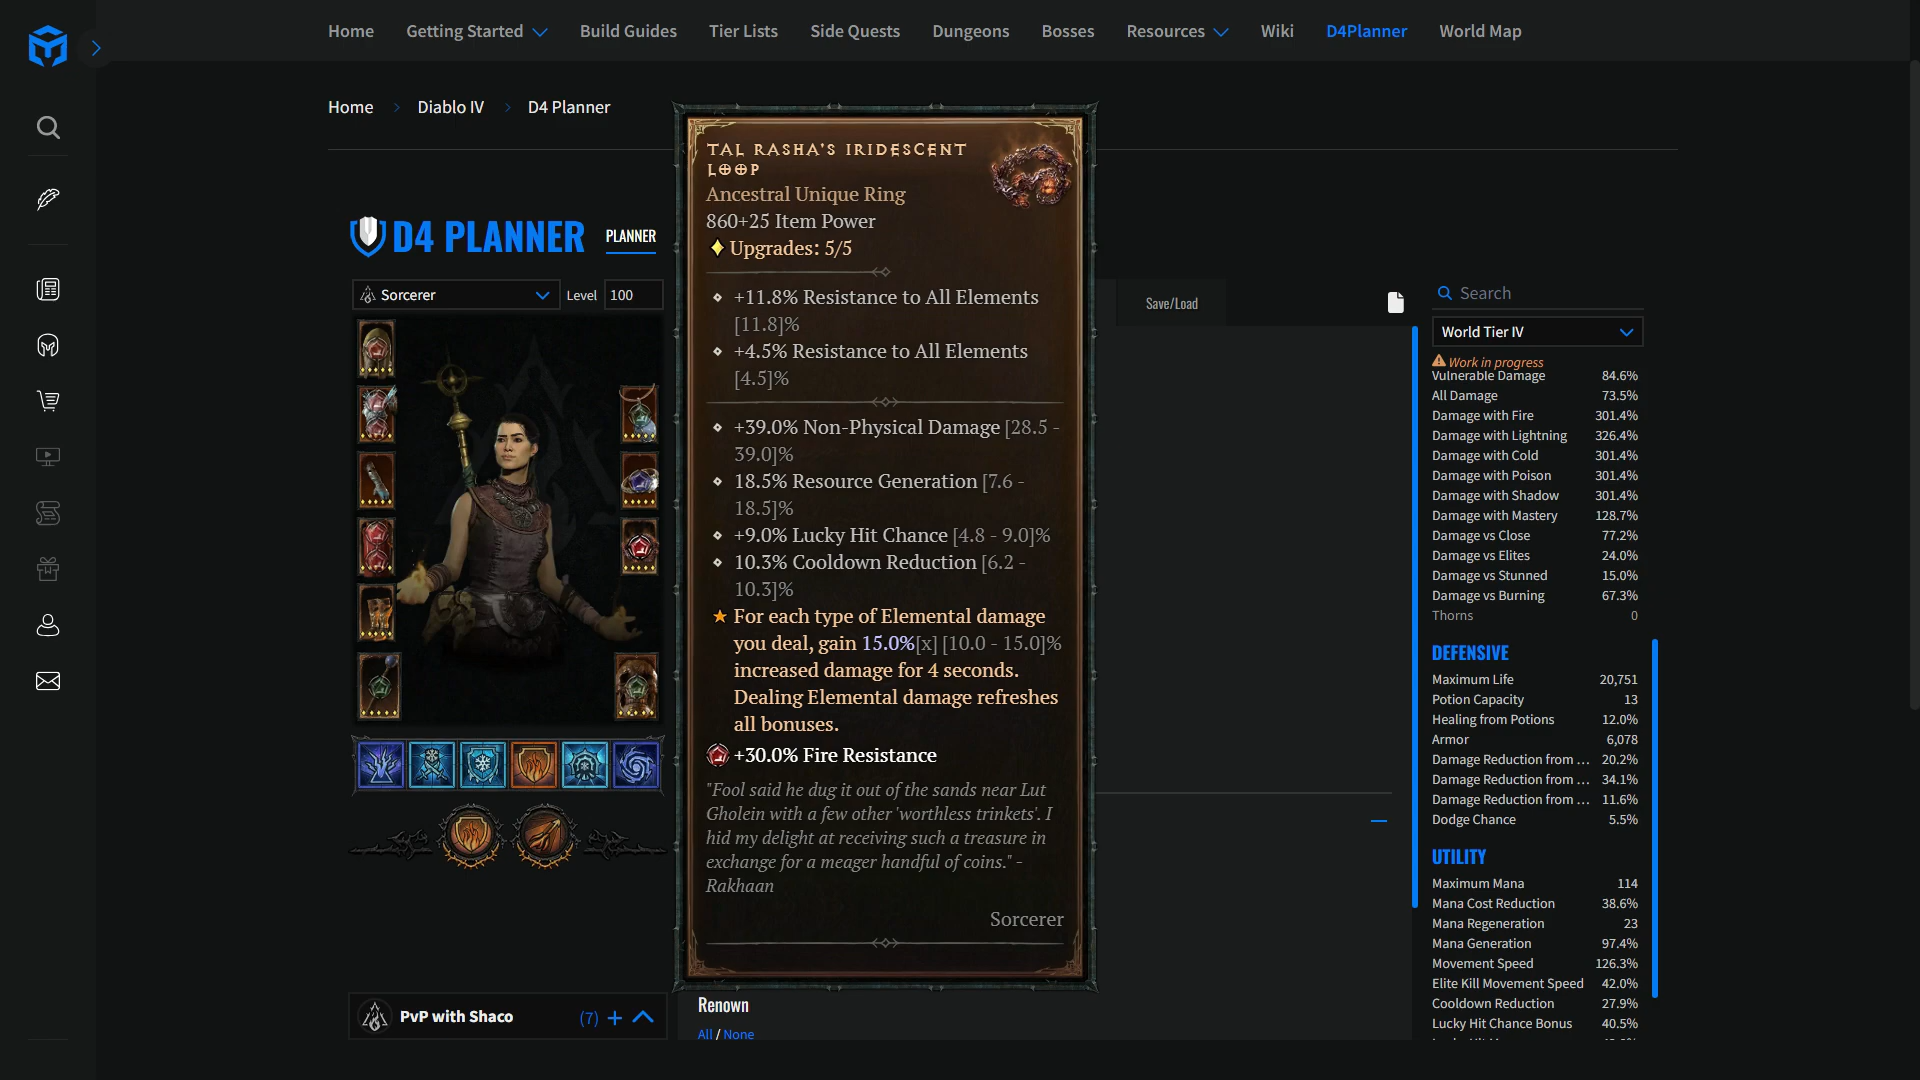 Home
Getting Started
Build Guides
Tier Lists
Side Quests
Dungeons
Bosses
Resources
Wiki
D4Planner
World Map
Home > Diablo IV > D4 Planner
D4 PLANNER
PLANNER
Sorcerer
Level 100
TAL RASHA'S IRIDESCENT
LOOP
Ancestral Unique Ring
860+25 Item Power
Upgrades: 5/5
+11.8% Resistance to All Elements
[11.8]%
+4.5% Resistance to All Elements
[4.5]%
+39.0% Non-Physical Damage [28.5 -
39.0]%
18.5% Resource Generation [7.6 -
18.5]%
+9.0% Lucky Hit Chance [4.8 - 9.0]%
10.3% Cooldown Reduction [6.2 -
10.3]%
For each type of Elemental damage
you deal, gain 15.0%[x] [10.0 - 15.0]%
increased damage for 4 seconds.
Dealing Elemental damage refreshes
all bonuses.
+30.0% Fire Resistance
"Fool said he dug it out of the sands near Lut
Gholein with a few other 'worthless trinkets'. I
hid my delight at receiving such a treasure in
exchange for a meager handful of coins." -
Rakhaan
Sorcerer
PvP with Shaco (7)
Renown
All / None
Save/Load
Search
World Tier IV
Work in progress
Vulnerable Damage 84.6%
All Damage 73.5%
Damage with Fire 301.4%
Damage with Lightning 326.4%
Damage with Cold 301.4%
Damage with Poison 301.4%
Damage with Shadow 301.4%
Damage with Mastery 128.7%
Damage vs Close 77.2%
Damage vs Elites 24.0%
Damage vs Stunned 15.0%
Damage vs Burning 67.3%
Thorns 0
DEFENSIVE
Maximum Life 20,751
Potion Capacity 13
Healing from Potions 12.0%
Armor 6,078
Damage Reduction from ... 20.2%
Damage Reduction from ... 34.1%
Damage Reduction from ... 11.6%
Dodge Chance 5.5%
UTILITY
Maximum Mana 114
Mana Cost Reduction 38.6%
Mana Regeneration 23
Mana Generation 97.4%
Movement Speed 126.3%
Elite Kill Movement Speed 42.0%
Cooldown Reduction 27.9%
Lucky Hit Chance Bonus 40.5%